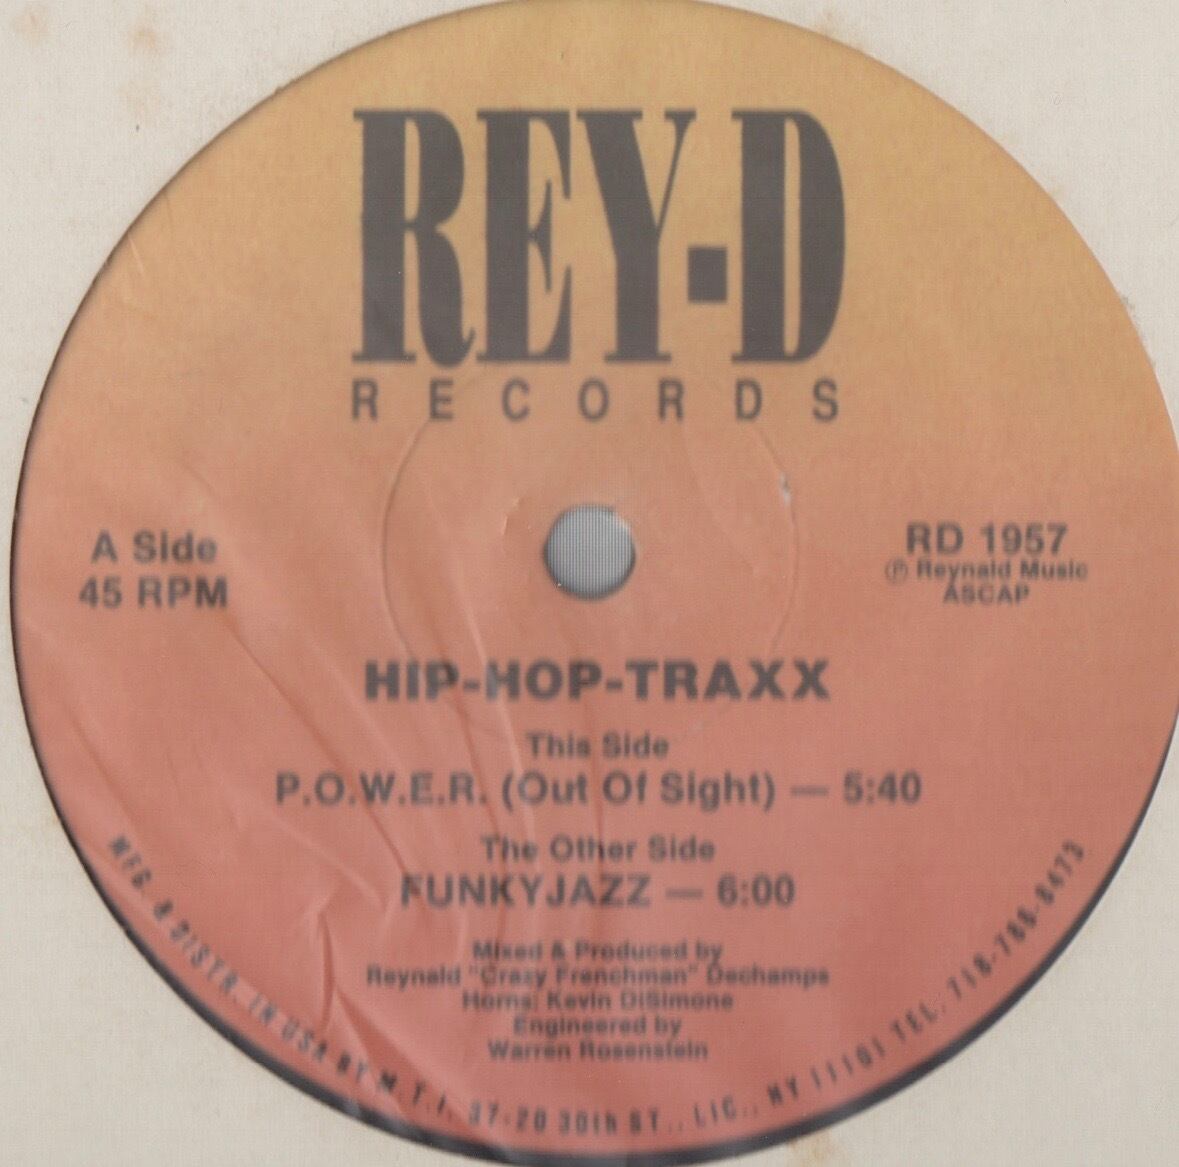 REY-D
RECORDS
A Side
45 RPM
RD 1957
℗ Reynald Music
ASCAP
HIP-HOP-TRAXX
This Side
P.O.W.E.R. (Out Of Sight) — 5:40
The Other Side
FUNKYJAZZ — 6:00
Mixed & Produced by
Reynald "Crazy Frenchman" Dechamps
Horns: Kevin DiSimone
Engineered by
Warren Rosenstein
MFG. & DISTR. IN USA BY M.T.I. 37-20 30th ST., LIC., NY 11101 TEL. 718-786-8473